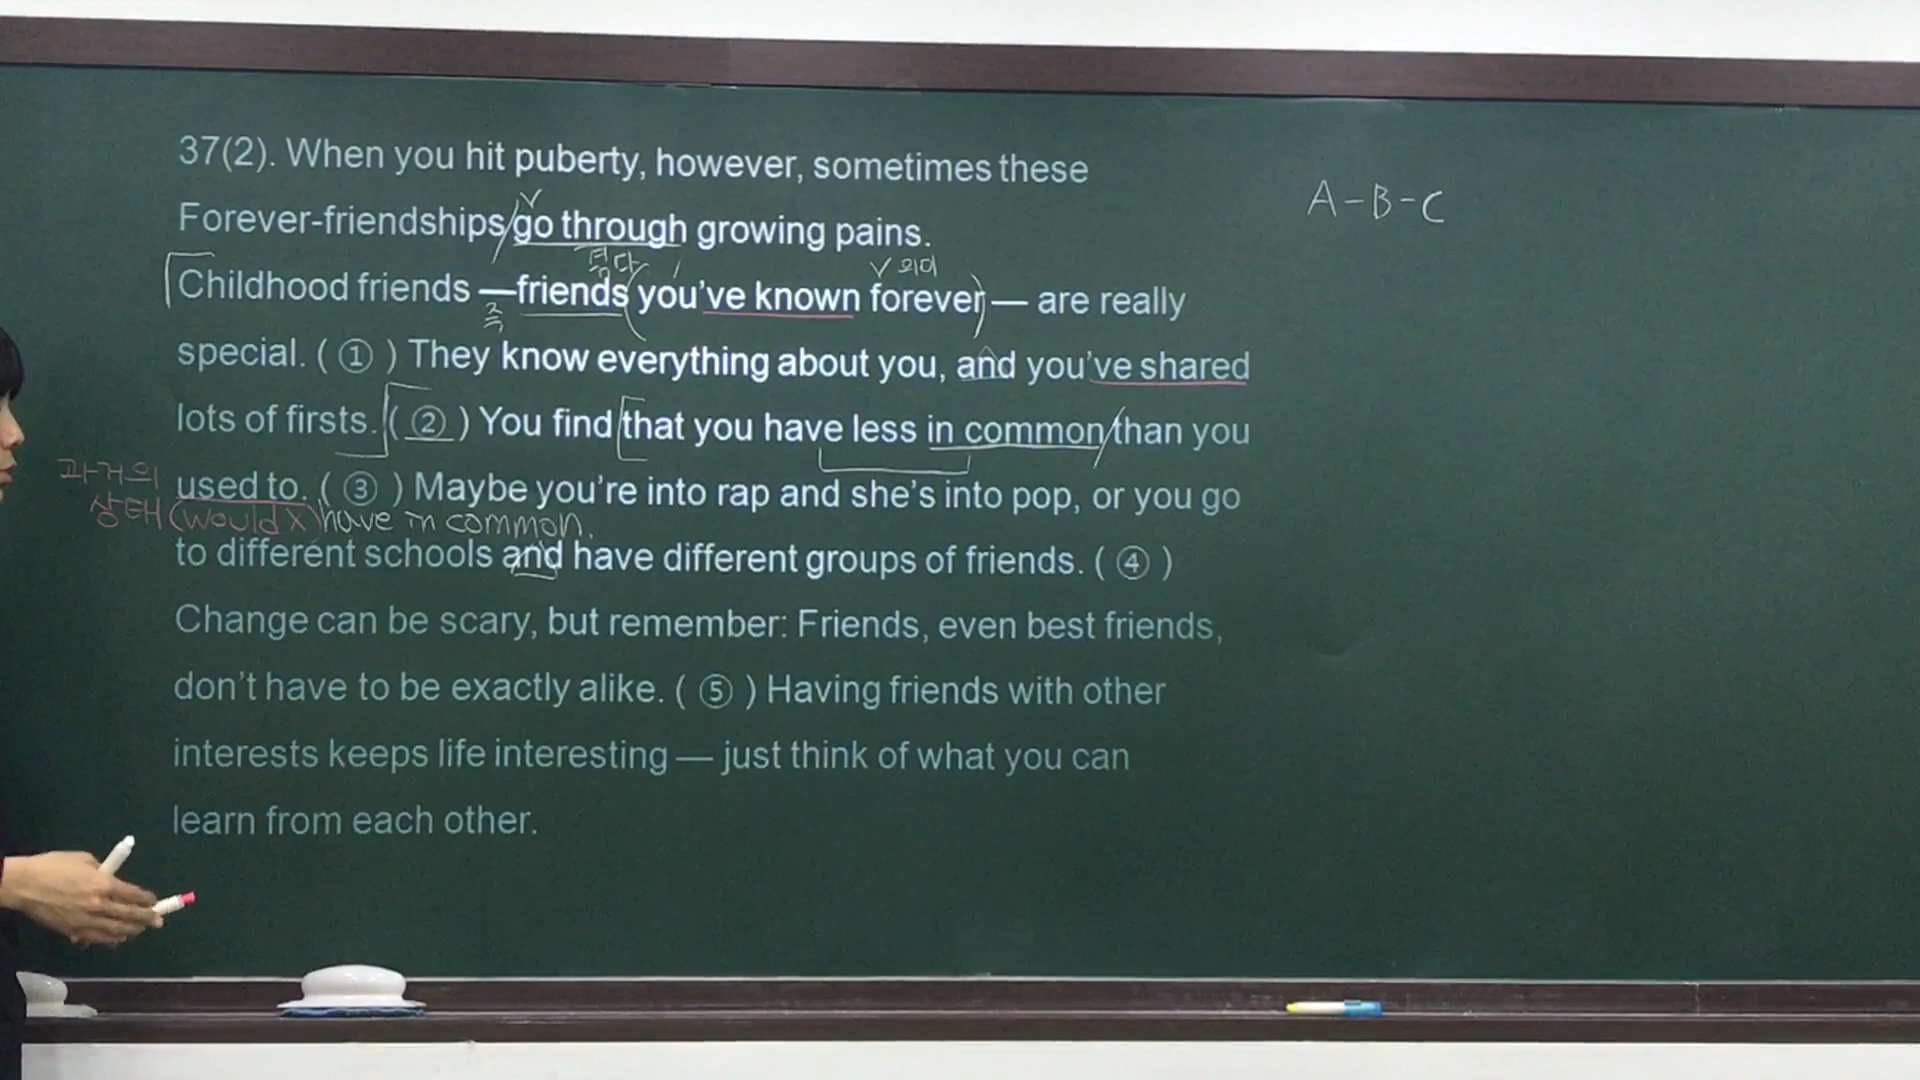 37(2). When you hit puberty, however, sometimes these
A-B-C
Forever-friendships/go through growing pains.
겪다
의미
Childhood friends —friends(you've known forever)— are really
즉
special. ( ① ) They know everything about you, and you've shared
lots of firsts. ( ② ) You find [that you have less in common/than you
과거의
used to. ( ③ ) Maybe you're into rap and she's into pop, or you go
상태 (would X) have in common.
to different schools and have different groups of friends. ( ④ )
Change can be scary, but remember: Friends, even best friends,
don't have to be exactly alike. ( ⑤ ) Having friends with other
interests keeps life interesting — just think of what you can
learn from each other.